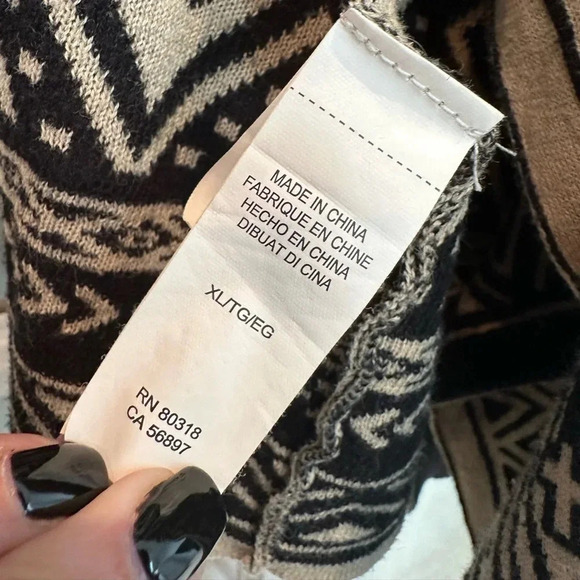 MADE IN CHINA
FABRIQUE EN CHINE
HECHO EN CHINA
DIBUAT DI CINA
XL/TG/EG
RN 80318
CA 56897